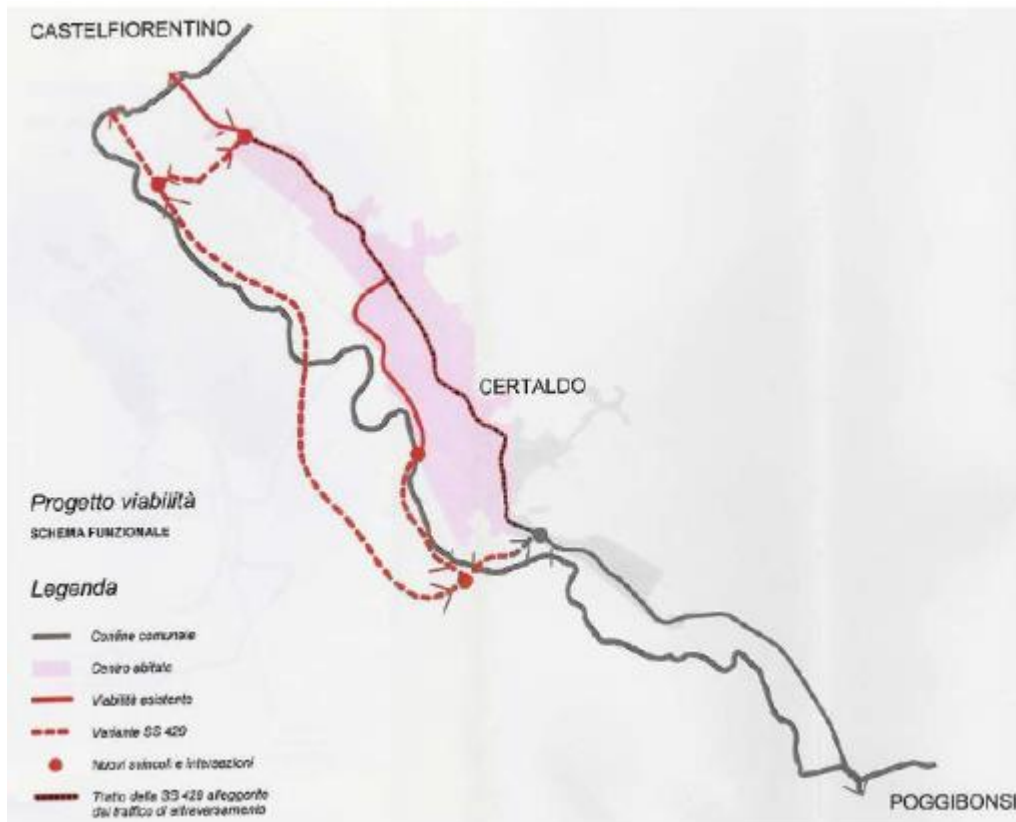 CASTELFIORENTINO
CERTALDO
Progetto viabilità
SCHEMA FUNZIONALE
Legenda
Confine comunale
Centro abitato
Viabilità esistente
Variante SS 429
Nuovi svincoli e intersezioni
Tratto della SS 429 alleggerito
dal traffico di attraversamento
POGGIBONSI